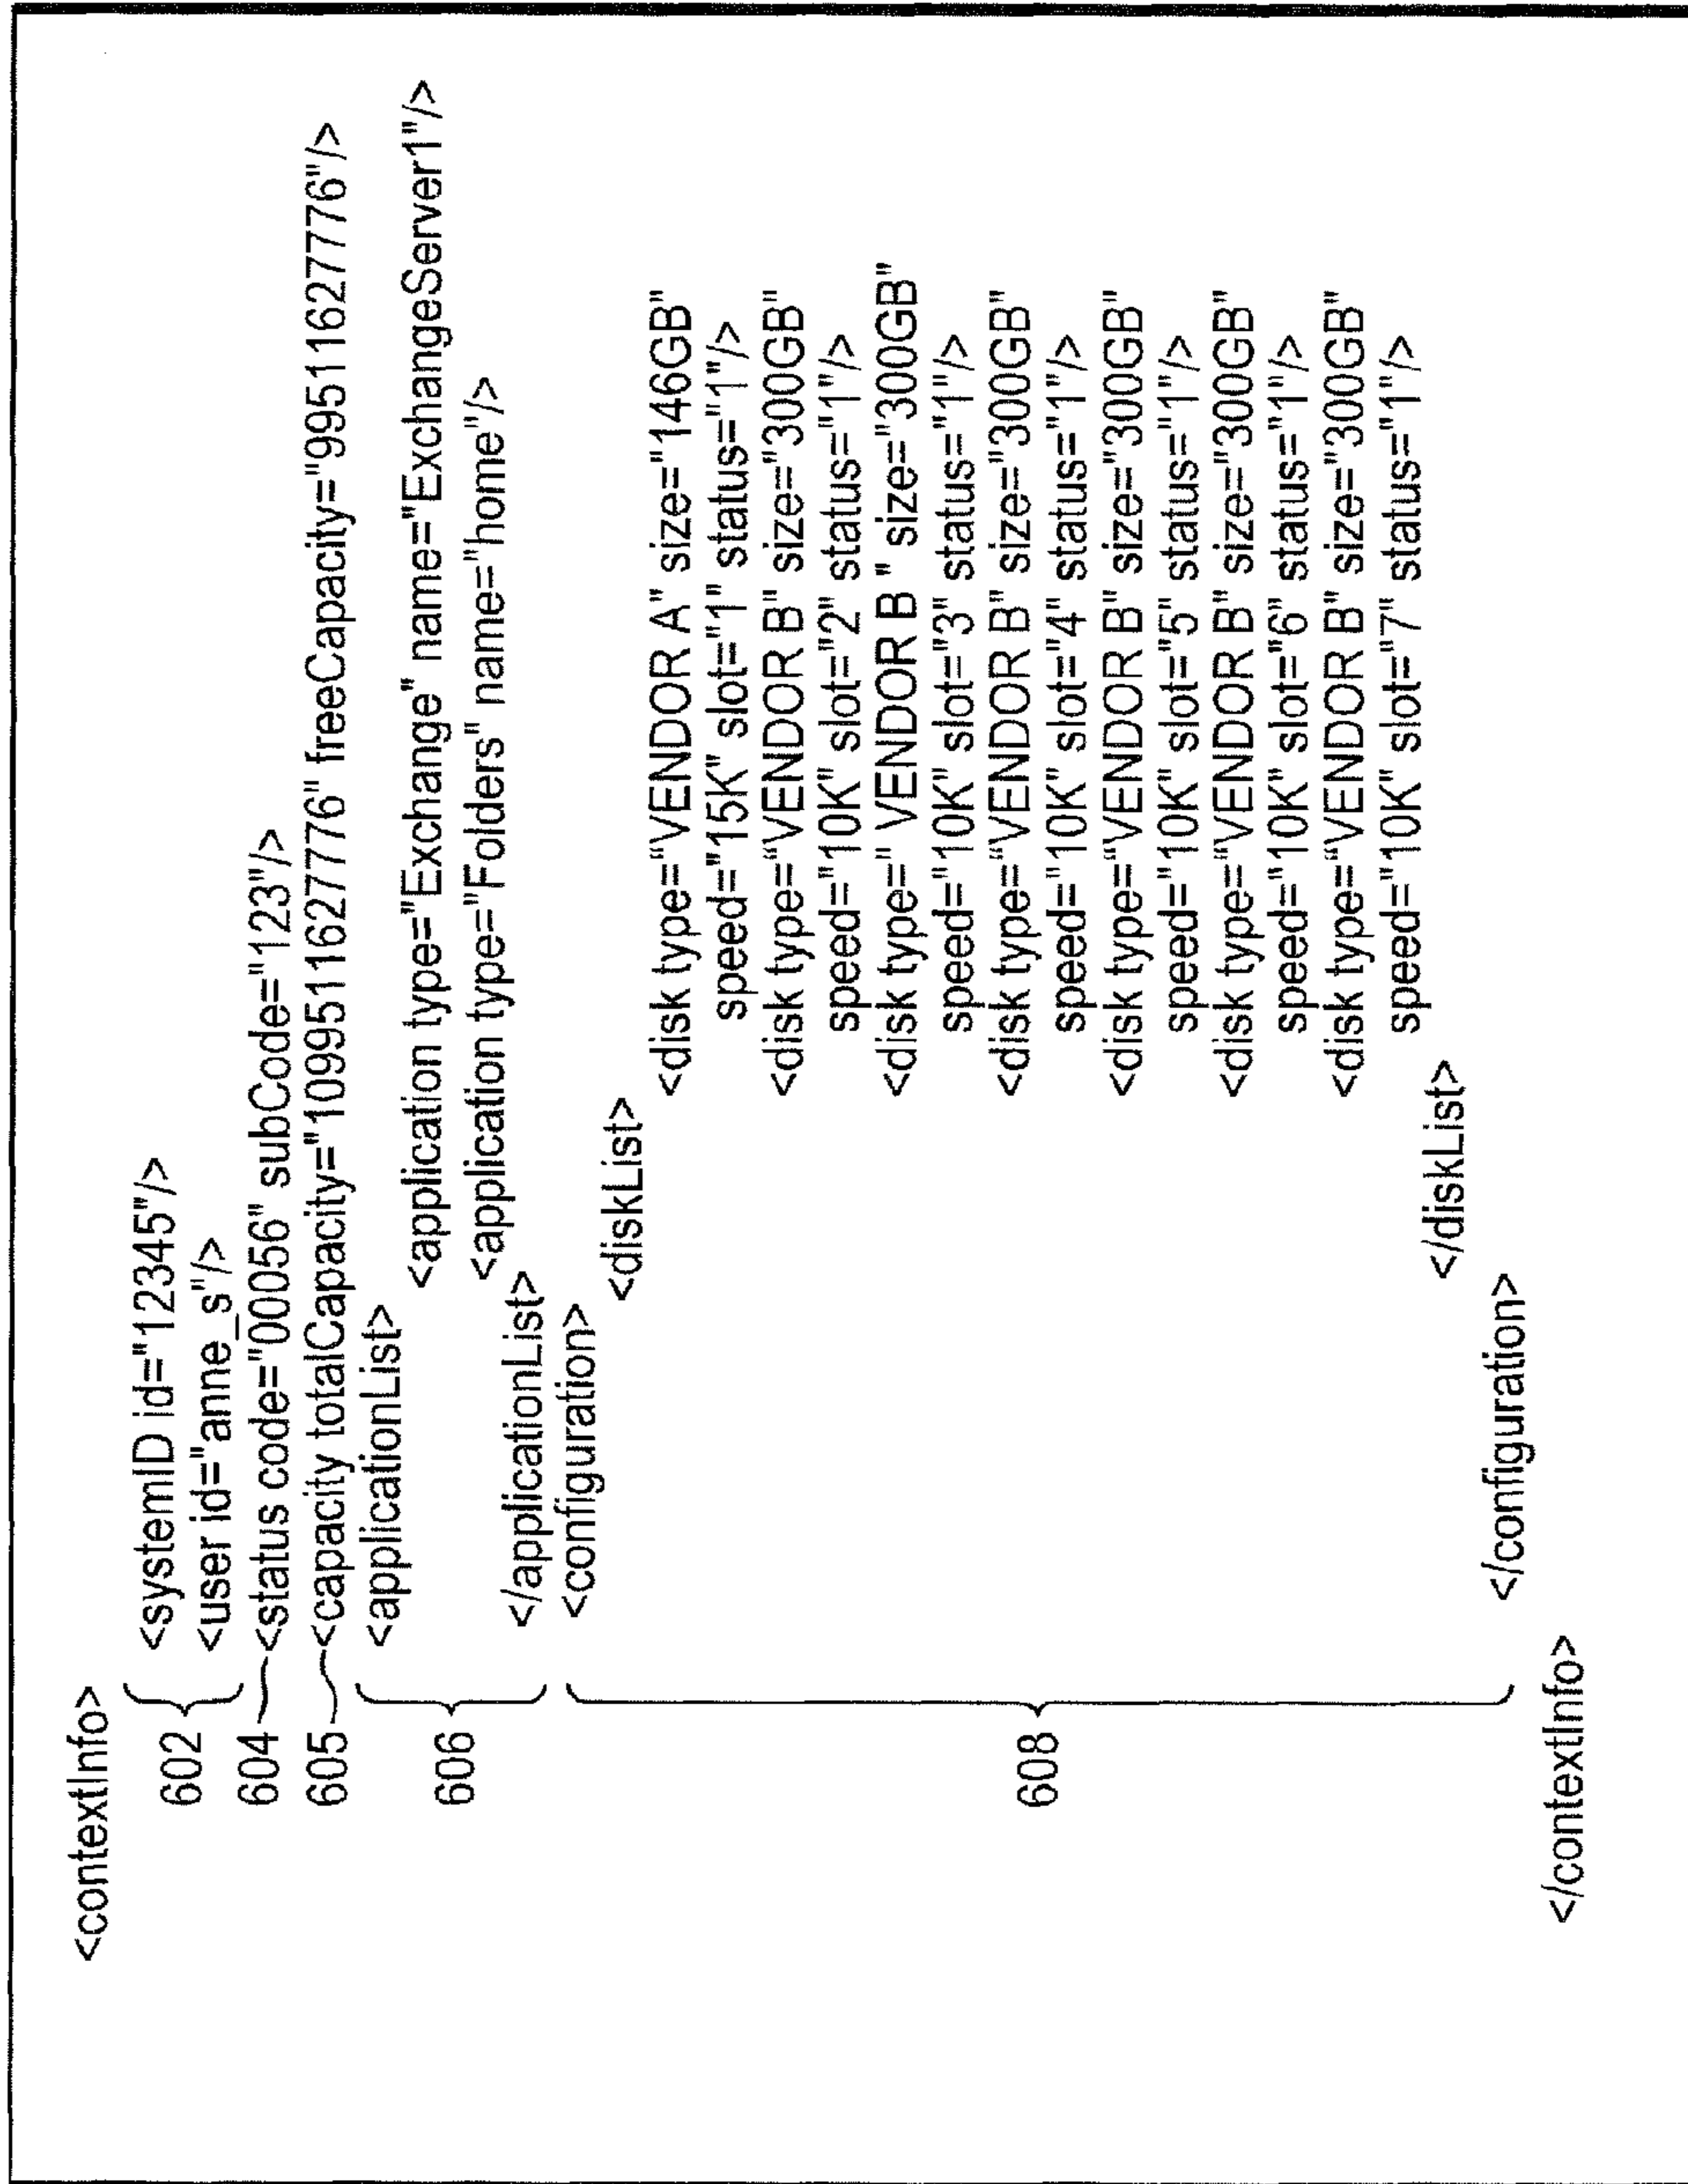 <contextInfo>
602 <systemID id="12345"/>
<user id="anne_s"/>
604 <status code="00056" subCode="123"/>
605 <capacity totalCapacity="1099511627776" freeCapacity="99511627776"/>
606 <applicationList>
<application type="Exchange" name="ExchangeServer1"/>
<application type="Folders" name="home"/>
</applicationList>
608 <configuration>
<diskList>
<disk type="VENDOR A" size="146GB"
speed="15K" slot="1" status="1"/>
<disk type="VENDOR B" size="300GB"
speed="10K" slot="2" status="1"/>
<disk type=" VENDOR B " size="300GB"
speed="10K" slot="3" status="1"/>
<disk type="VENDOR B" size="300GB"
speed="10K" slot="4" status="1"/>
<disk type="VENDOR B" size="300GB"
speed="10K" slot="5" status="1"/>
<disk type="VENDOR B" size="300GB"
speed="10K" slot="6" status="1"/>
<disk type="VENDOR B" size="300GB"
speed="10K" slot="7" status="1"/>
</diskList>
</configuration>
</contextInfo>